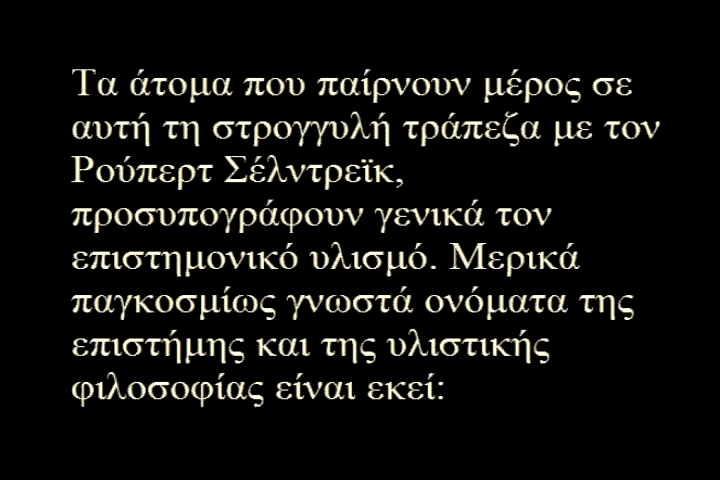 Τα άτομα που παίρνουν μέρος σε
αυτή τη στρογγυλή τράπεζα με τον
Ρούπερτ Σέλντρεϊκ,
προσυπογράφουν γενικά τον
επιστημονικό υλισμό. Μερικά
παγκοσμίως γνωστά ονόματα της
επιστήμης και της υλιστικής
φιλοσοφίας είναι εκεί: